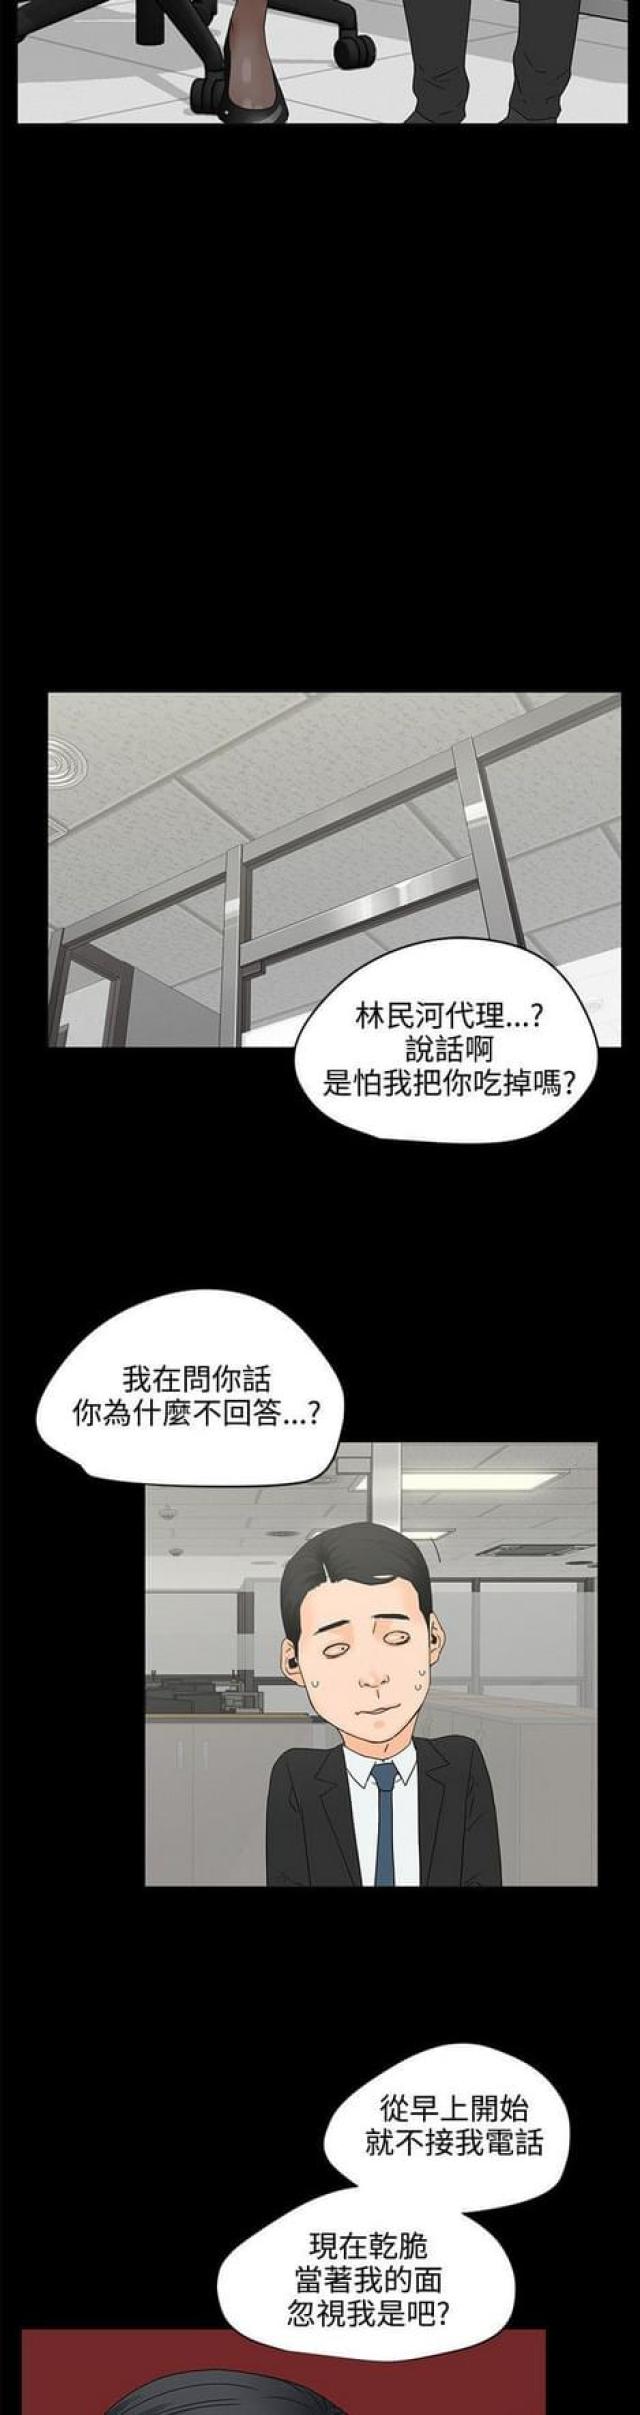 林民河代理...?
說話啊
是怕我把你吃掉嗎?
我在問你話
你為什麼不回答...?
從早上開始
就不接我電話
現在乾脆
當著我的面
忽視我是吧?